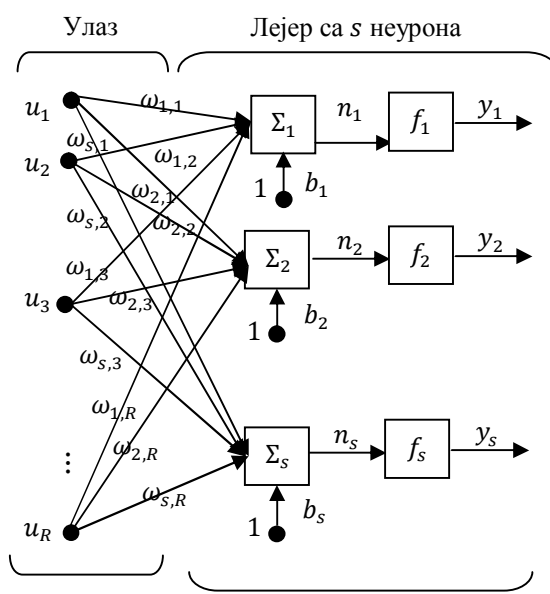 Улаз
Лејер са s неурона
u₁
ω₁,₁
Σ₁
n₁
f₁
y₁
u₂
ωₛ,₁
ω₁,₂
1
b₁
ω₂,₁
ωₛ,₂
ω₂,₂
Σ₂
n₂
f₂
y₂
ω₁,₃
u₃
ω₂,₃
1
b₂
ωₛ,₃
ω₁,R
ω₂,R
Σₛ
nₛ
fₛ
yₛ
⋮
ωₛ,R
u_R
1
bₛ